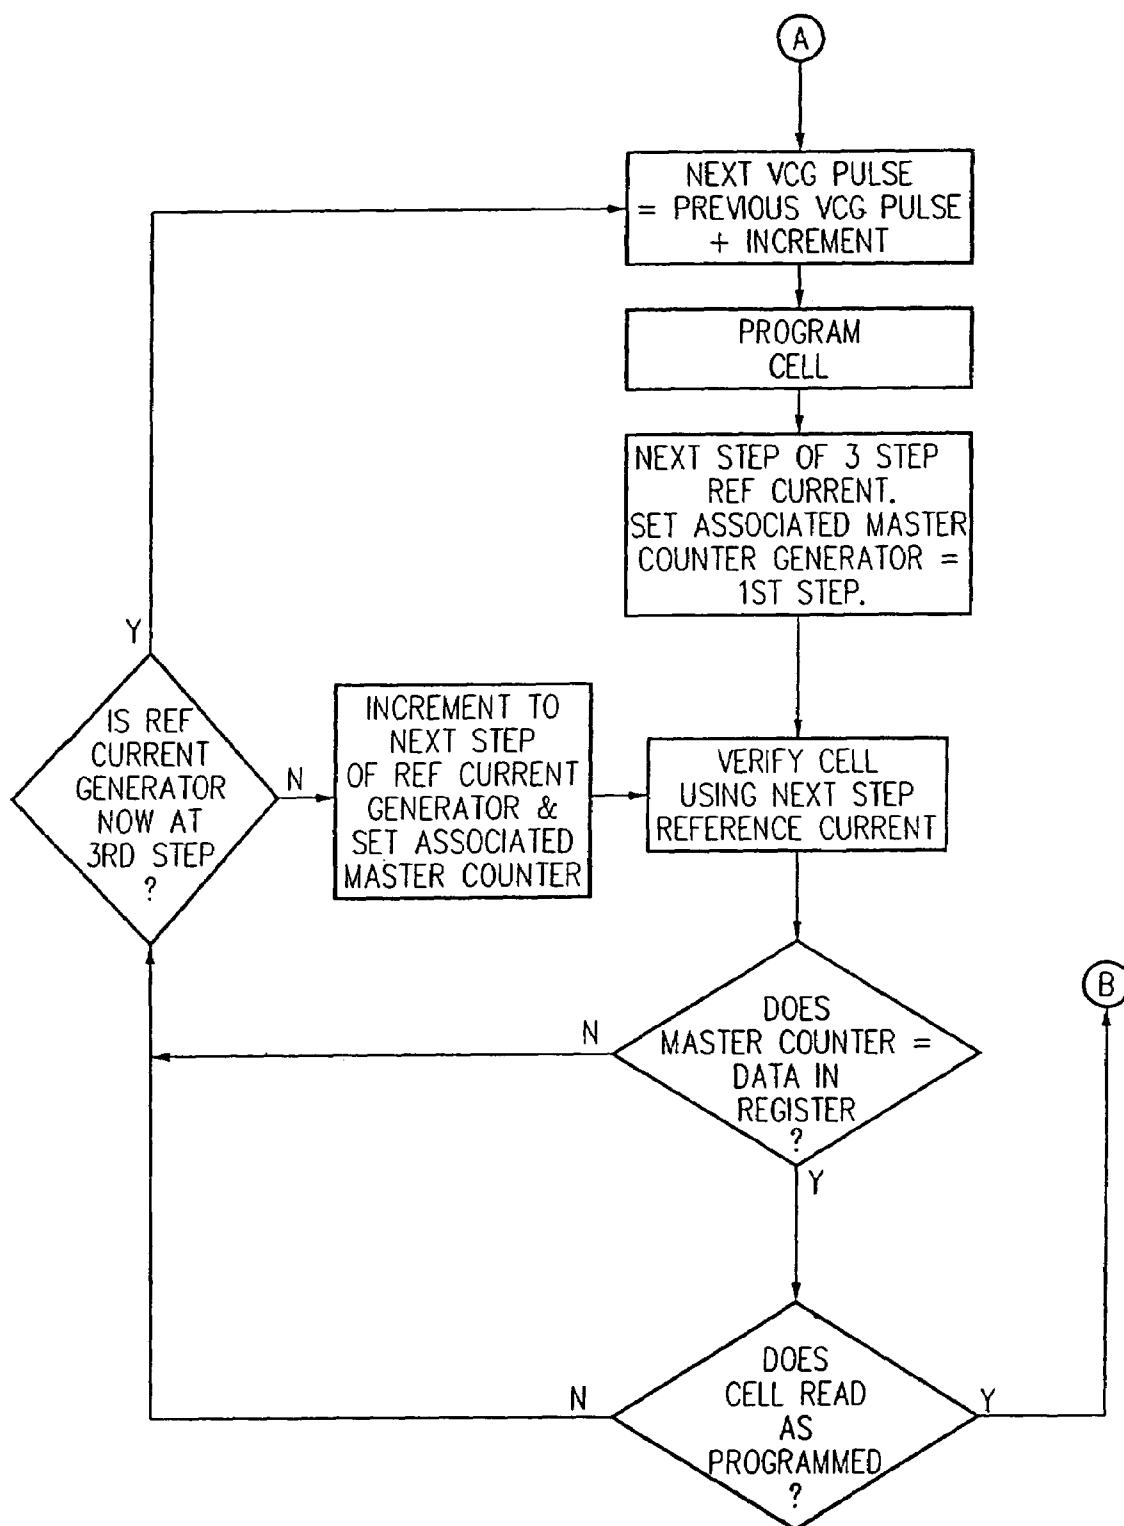 A
NEXT VCG PULSE
= PREVIOUS VCG PULSE
+ INCREMENT
PROGRAM
CELL
NEXT STEP OF 3 STEP
REF CURRENT.
SET ASSOCIATED MASTER
COUNTER GENERATOR =
1ST STEP.
Y
IS REF
CURRENT
GENERATOR
NOW AT
3RD STEP
?
N
INCREMENT TO
NEXT STEP
OF REF CURRENT
GENERATOR &
SET ASSOCIATED
MASTER COUNTER
VERIFY CELL
USING NEXT STEP
REFERENCE CURRENT
B
N
DOES
MASTER COUNTER =
DATA IN
REGISTER
?
Y
N
DOES
CELL READ
AS
PROGRAMMED
?
Y